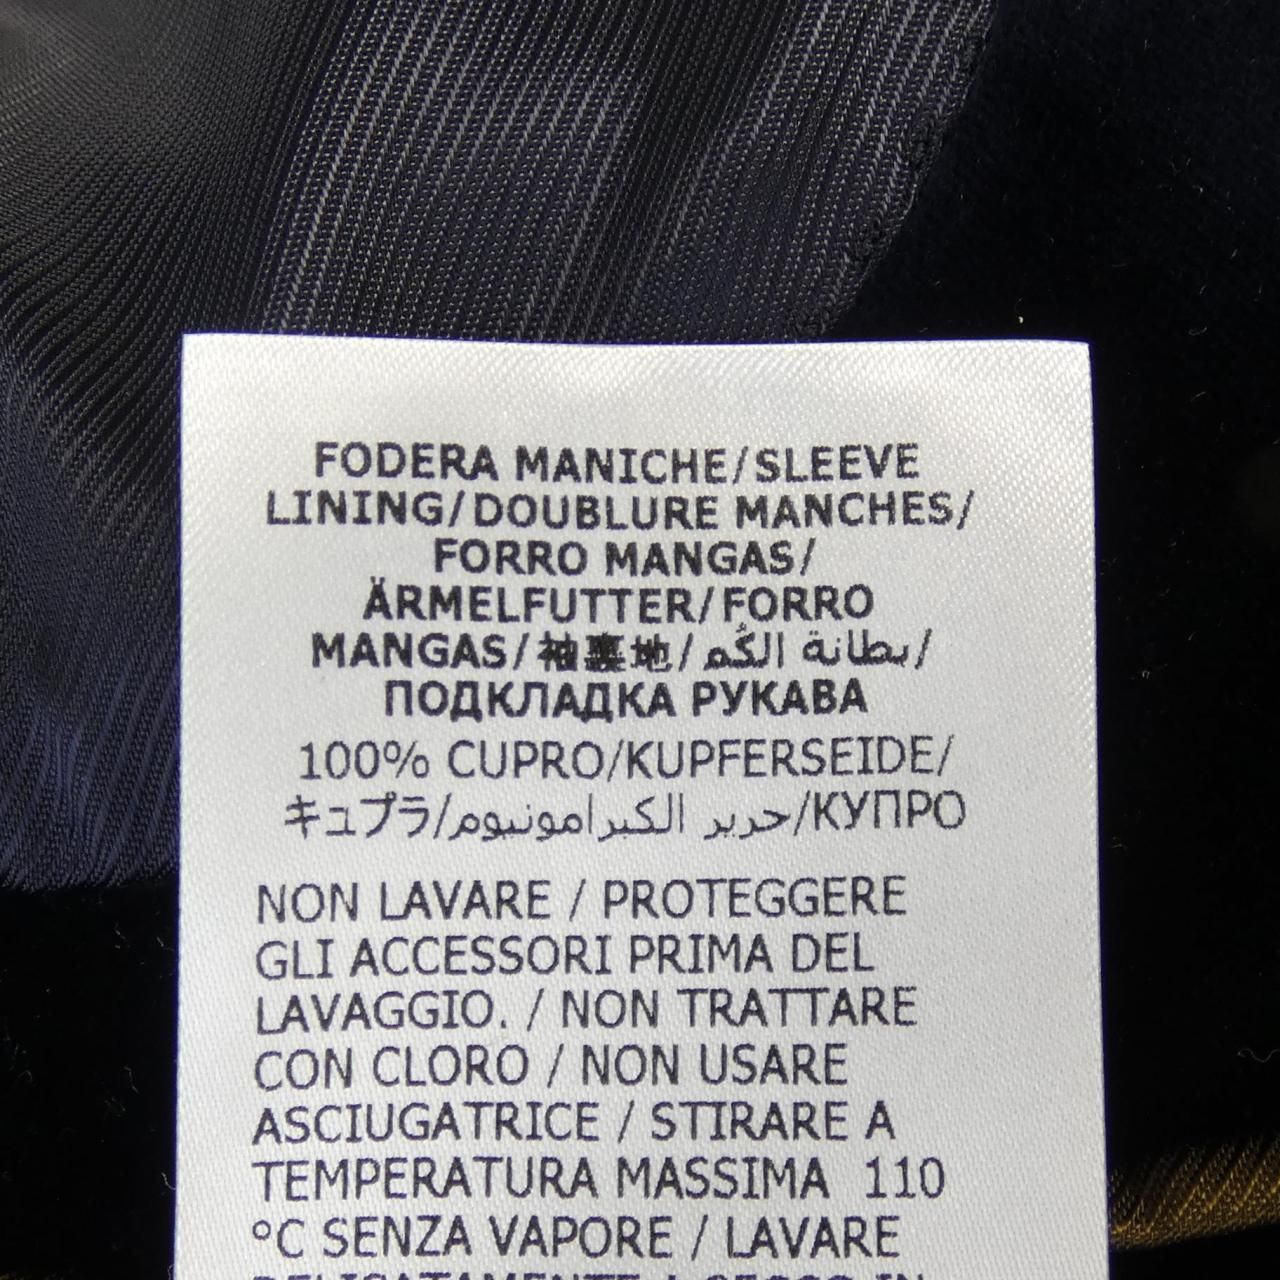 FODERA MANICHE/SLEEVE
LINING/DOUBLURE MANCHES/
FORRO MANGAS/
ÄRMELFUTTER/FORRO
MANGAS/袖裏地/بطانة الكُم/
ПОДКЛАДКА РУКАВА
100% CUPRO/KUPFERSEIDE/
キュプラ/حرير الكبرامونيوم/КУПРО
NON LAVARE / PROTEGGERE
GLI ACCESSORI PRIMA DEL
LAVAGGIO. / NON TRATTARE
CON CLORO / NON USARE
ASCIUGATRICE / STIRARE A
TEMPERATURA MASSIMA 110
°C SENZA VAPORE / LAVARE